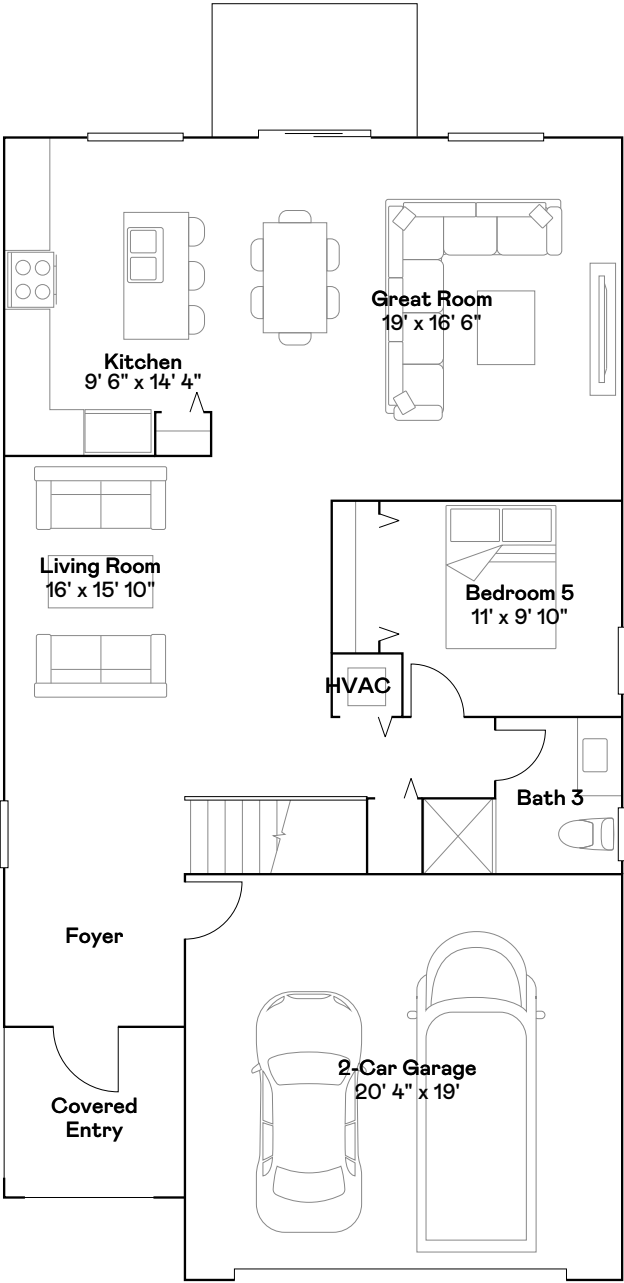 Great Room
19' x 16' 6"
Kitchen
9' 6" x 14' 4"
Living Room
16' x 15' 10"
Bedroom 5
11' x 9' 10"
HVAC
Bath 3
Foyer
2-Car Garage
20' 4" x 19'
Covered
Entry